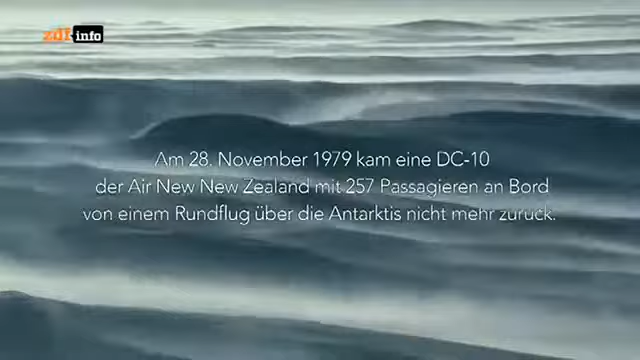 zdf info
Am 28. November 1979 kam eine DC-10
der Air New New Zealand mit 257 Passagieren an Bord
von einem Rundflug über die Antarktis nicht mehr zurück.